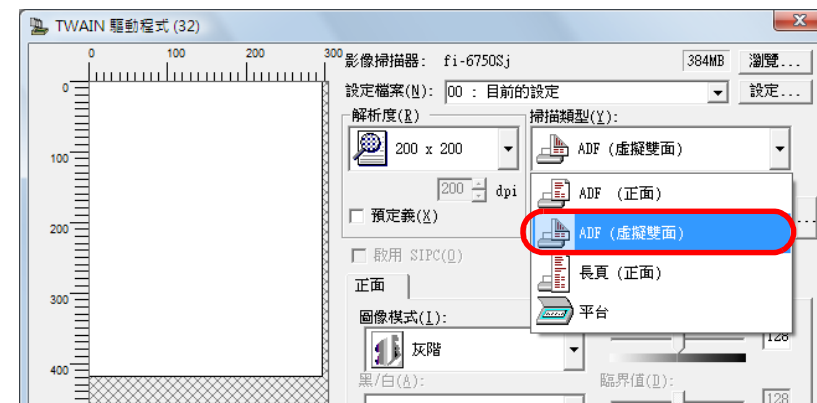 TWAIN 驅動程式 (32)
0 100 200 300
影像掃描器: fi-6750Sj 384MB 瀏覽...
0
設定檔案(N): 00 : 目前的設定 設定...
解析度(R) 掃描類型(Y):
200 x 200 ADF (虛擬雙面)
100
200 dpi ADF (正面)
預定義(X)
200
ADF (虛擬雙面)
啟用 SIPC(Q)
長頁 (正面)
正面
300
圖像模式(I): 平台
灰階 128
400
黑/白(A): 臨界值(D):
128